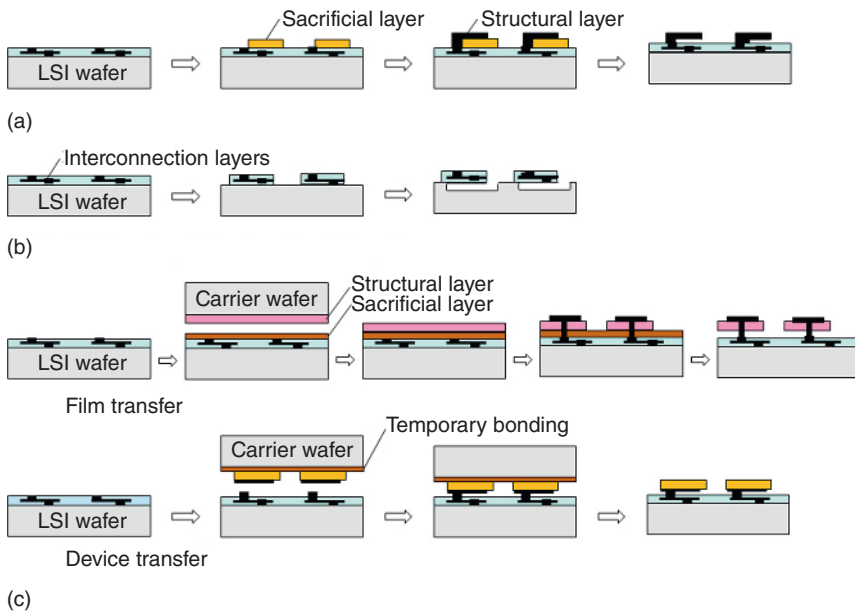 Sacrificial layer
Structural layer
LSI wafer
(a)
Interconnection layers
LSI wafer
(b)
Carrier wafer
Structural layer
Sacrificial layer
LSI wafer
Film transfer
Temporary bonding
Carrier wafer
LSI wafer
Device transfer
(c)